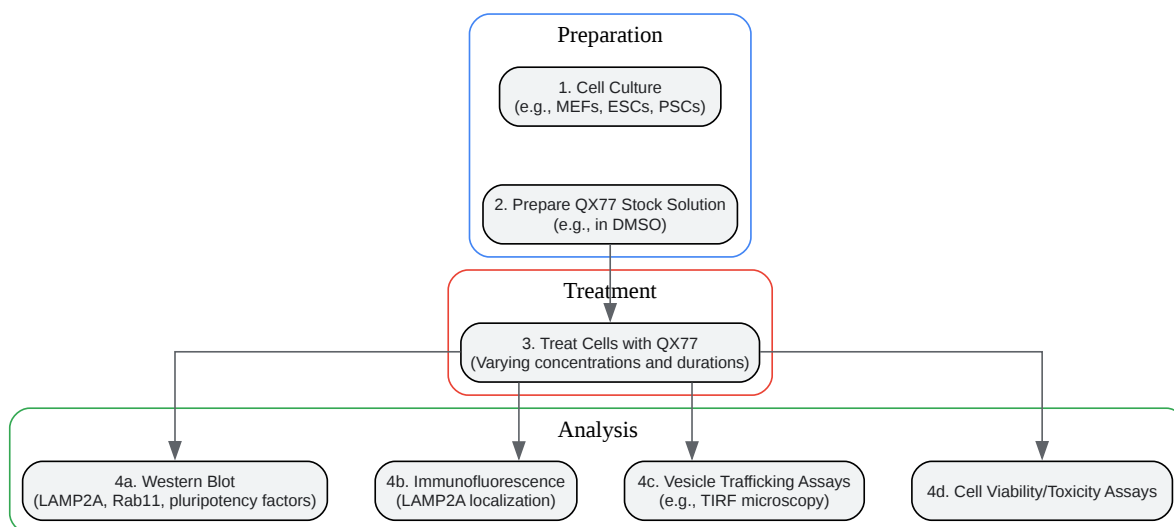 Preparation
1. Cell Culture
(e.g., MEFs, ESCs, PSCs)
2. Prepare QX77 Stock Solution
(e.g., in DMSO)
Treatment
3. Treat Cells with QX77
(Varying concentrations and durations)
Analysis
4a. Western Blot
(LAMP2A, Rab11, pluripotency factors)
4b. Immunofluorescence
(LAMP2A localization)
4c. Vesicle Trafficking Assays
(e.g., TIRF microscopy)
4d. Cell Viability/Toxicity Assays